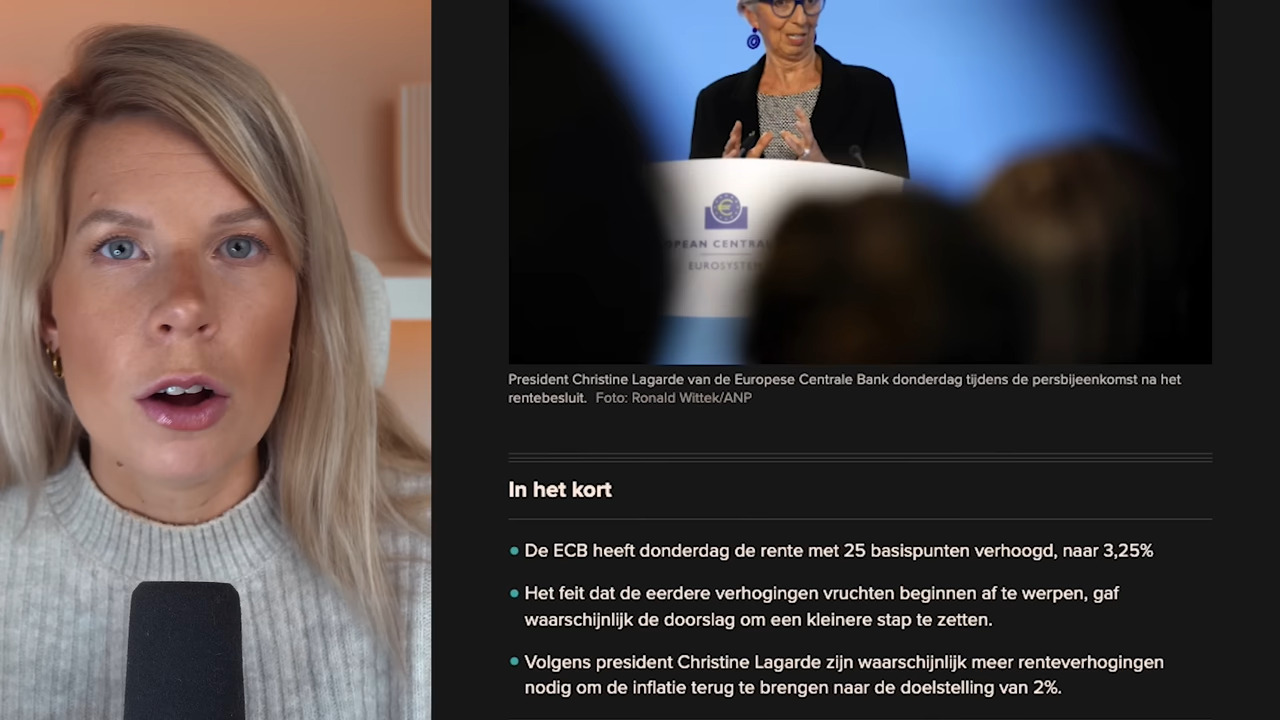 OPEAN CENTRA
EUROSYSTEM
President Christine Lagarde van de Europese Centrale Bank donderdag tijdens de persbijeenkomst na het
rentebesluit. Foto: Ronald Wittek/ANP
In het kort
De ECB heeft donderdag de rente met 25 basispunten verhoogd, naar 3,25%
Het feit dat de eerdere verhogingen vruchten beginnen af te werpen, gaf
waarschijnlijk de doorslag om een kleinere stap te zetten.
Volgens president Christine Lagarde zijn waarschijnlijk meer renteverhogingen
nodig om de inflatie terug te brengen naar de doelstelling van 2%.